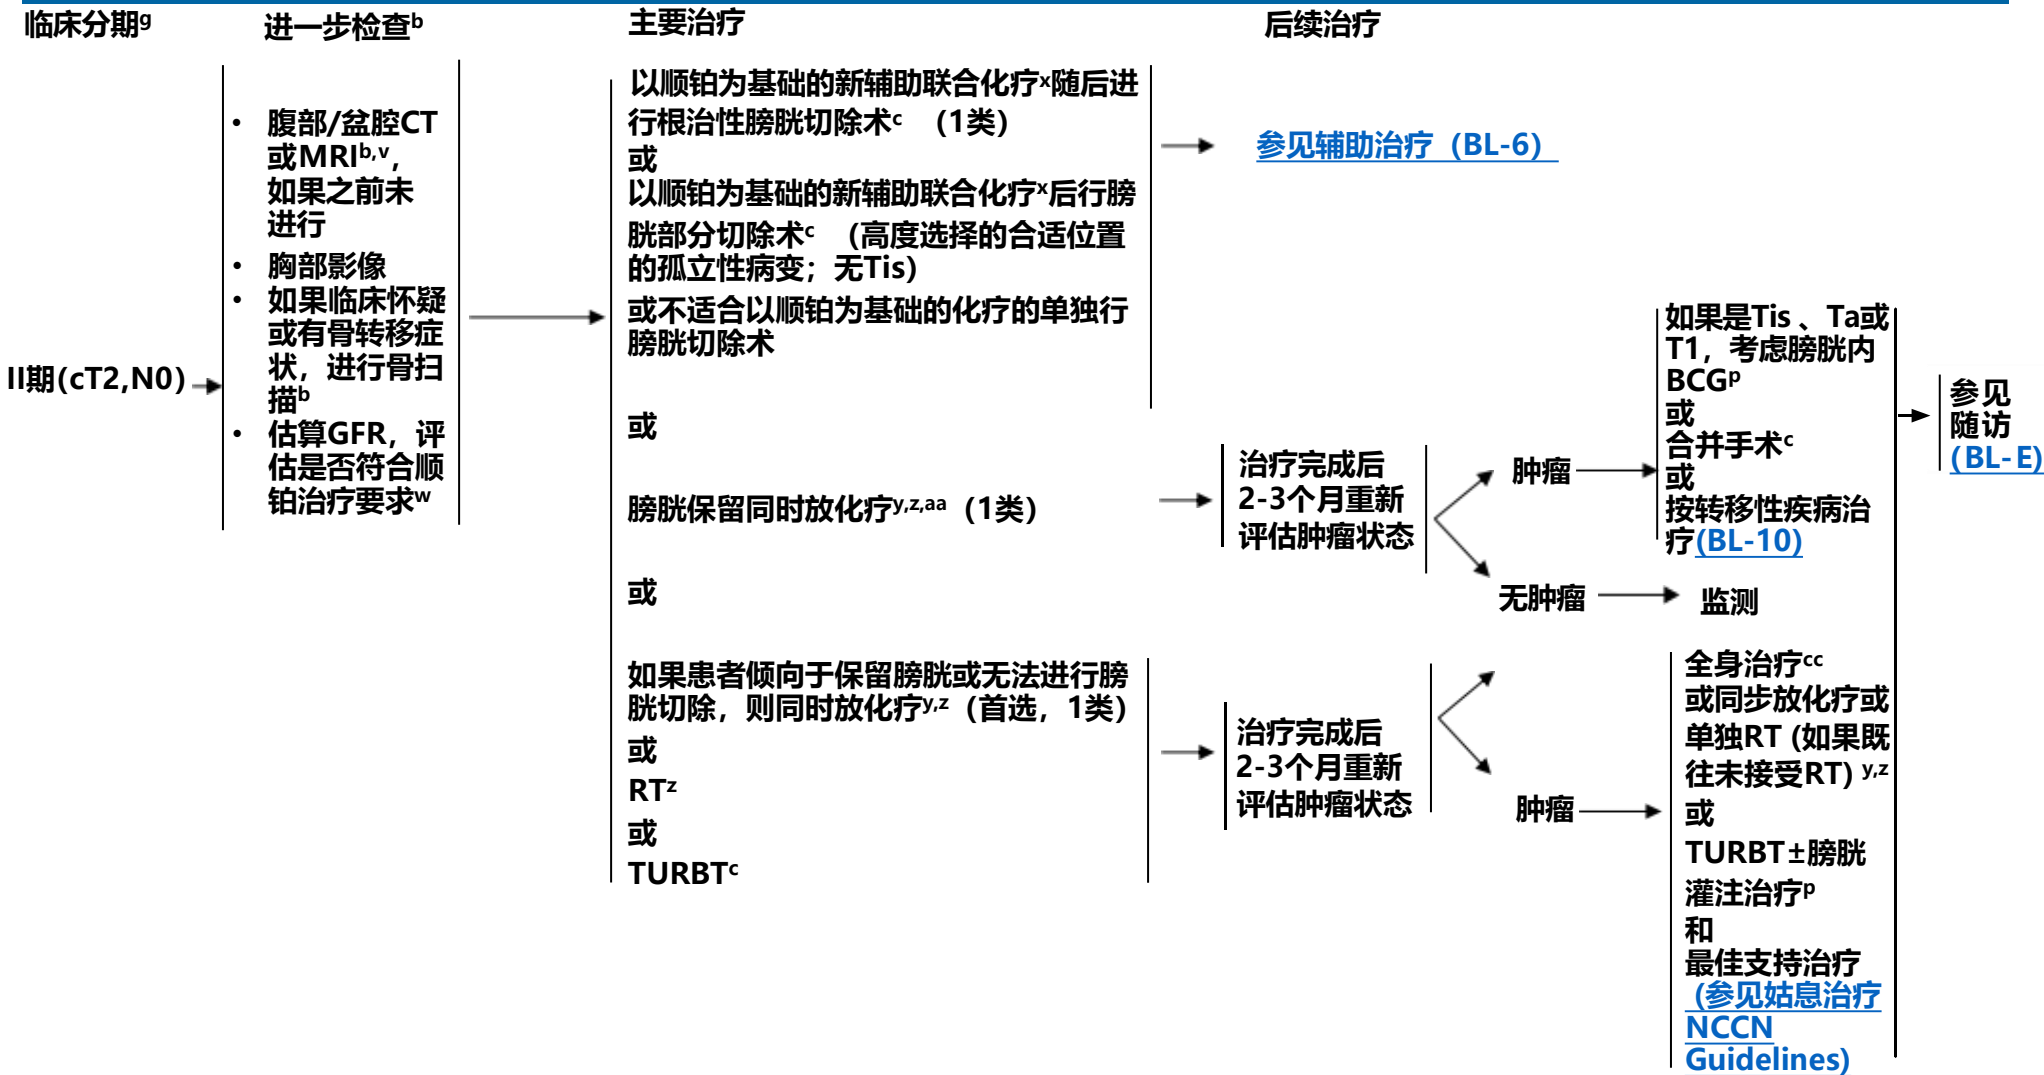 临床分期g
进一步检查b
主要治疗
后续治疗
II期(cT2,N0)
• 腹部/盆腔CT
或MRIb,v,
如果之前未
进行
• 胸部影像
• 如果临床怀疑
或有骨转移症
状，进行骨扫
描b
• 估算GFR，评
估是否符合顺
铂治疗要求w
以顺铂为基础的新辅助联合化疗x随后进
行根治性膀胱切除术c （1类）
或
以顺铂为基础的新辅助联合化疗x后行膀
胱部分切除术c （高度选择的合适位置
的孤立性病变；无Tis）
或不适合以顺铂为基础的化疗的单独行
膀胱切除术
参见辅助治疗（BL-6）
或
膀胱保留同时放化疗y,z,aa（1类）
治疗完成后
2-3个月重新
评估肿瘤状态
肿瘤
如果是Tis 、Ta或
T1，考虑膀胱内
BCGp
或
合并手术c
或
按转移性疾病治
疗(BL-10)
无肿瘤
监测
或
如果患者倾向于保留膀胱或无法进行膀
胱切除，则同时放化疗y,z（首选，1类）
或
RTz
或
TURBTc
治疗完成后
2-3个月重新
评估肿瘤状态
肿瘤
全身治疗cc
或同步放化疗或
单独RT (如果既
往未接受RT) y,z
或
TURBT±膀胱
灌注治疗p
和
最佳支持治疗
(参见姑息治疗
NCCN
Guidelines)
参见
随访
(BL-E)